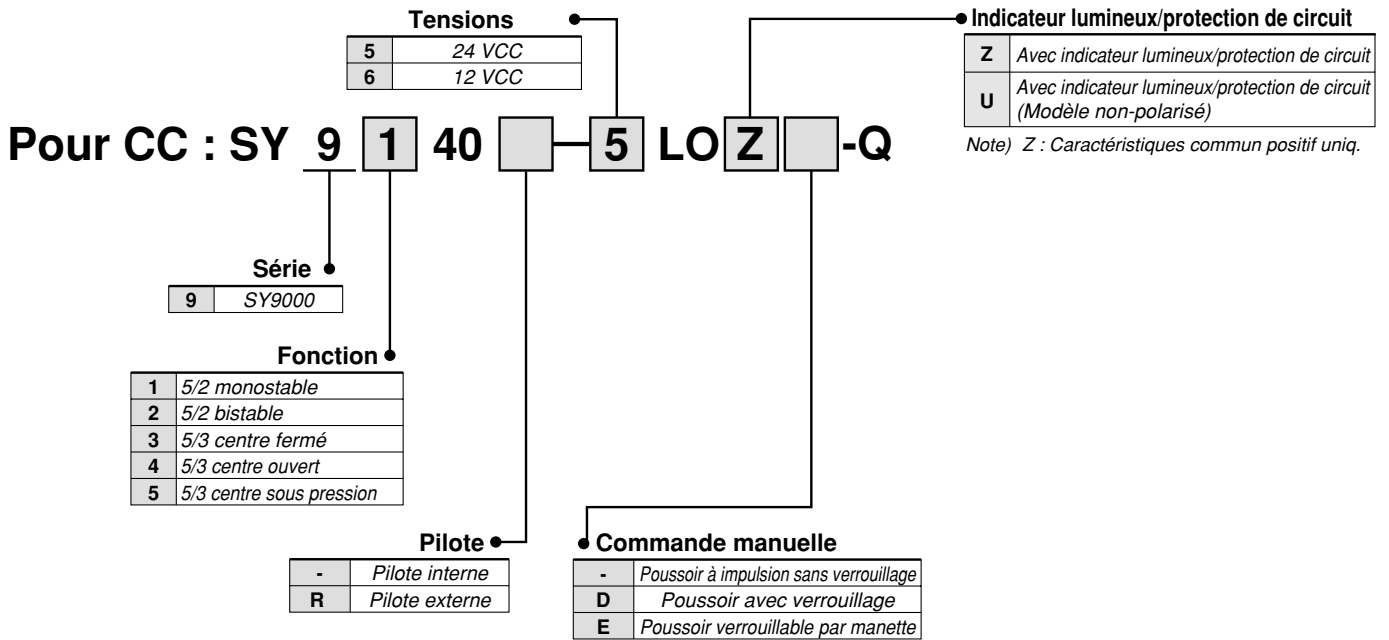 Tensions
5 24 VCC
6 12 VCC
Indicateur lumineux/protection de circuit
Z Avec indicateur lumineux/protection de circuit
U Avec indicateur lumineux/protection de circuit
(Modèle non-polarisé)
Note) Z : Caractéristiques commun positif uniq.
Pour CC : SY 9 1 40 - 5 LO Z -Q
Série
9 SY9000
Fonction
1 5/2 monostable
2 5/2 bistable
3 5/3 centre fermé
4 5/3 centre ouvert
5 5/3 centre sous pression
Pilote
- Pilote interne
R Pilote externe
Commande manuelle
- Poussoir à impulsion sans verrouillage
D Poussoir avec verrouillage
E Poussoir verrouillable par manette